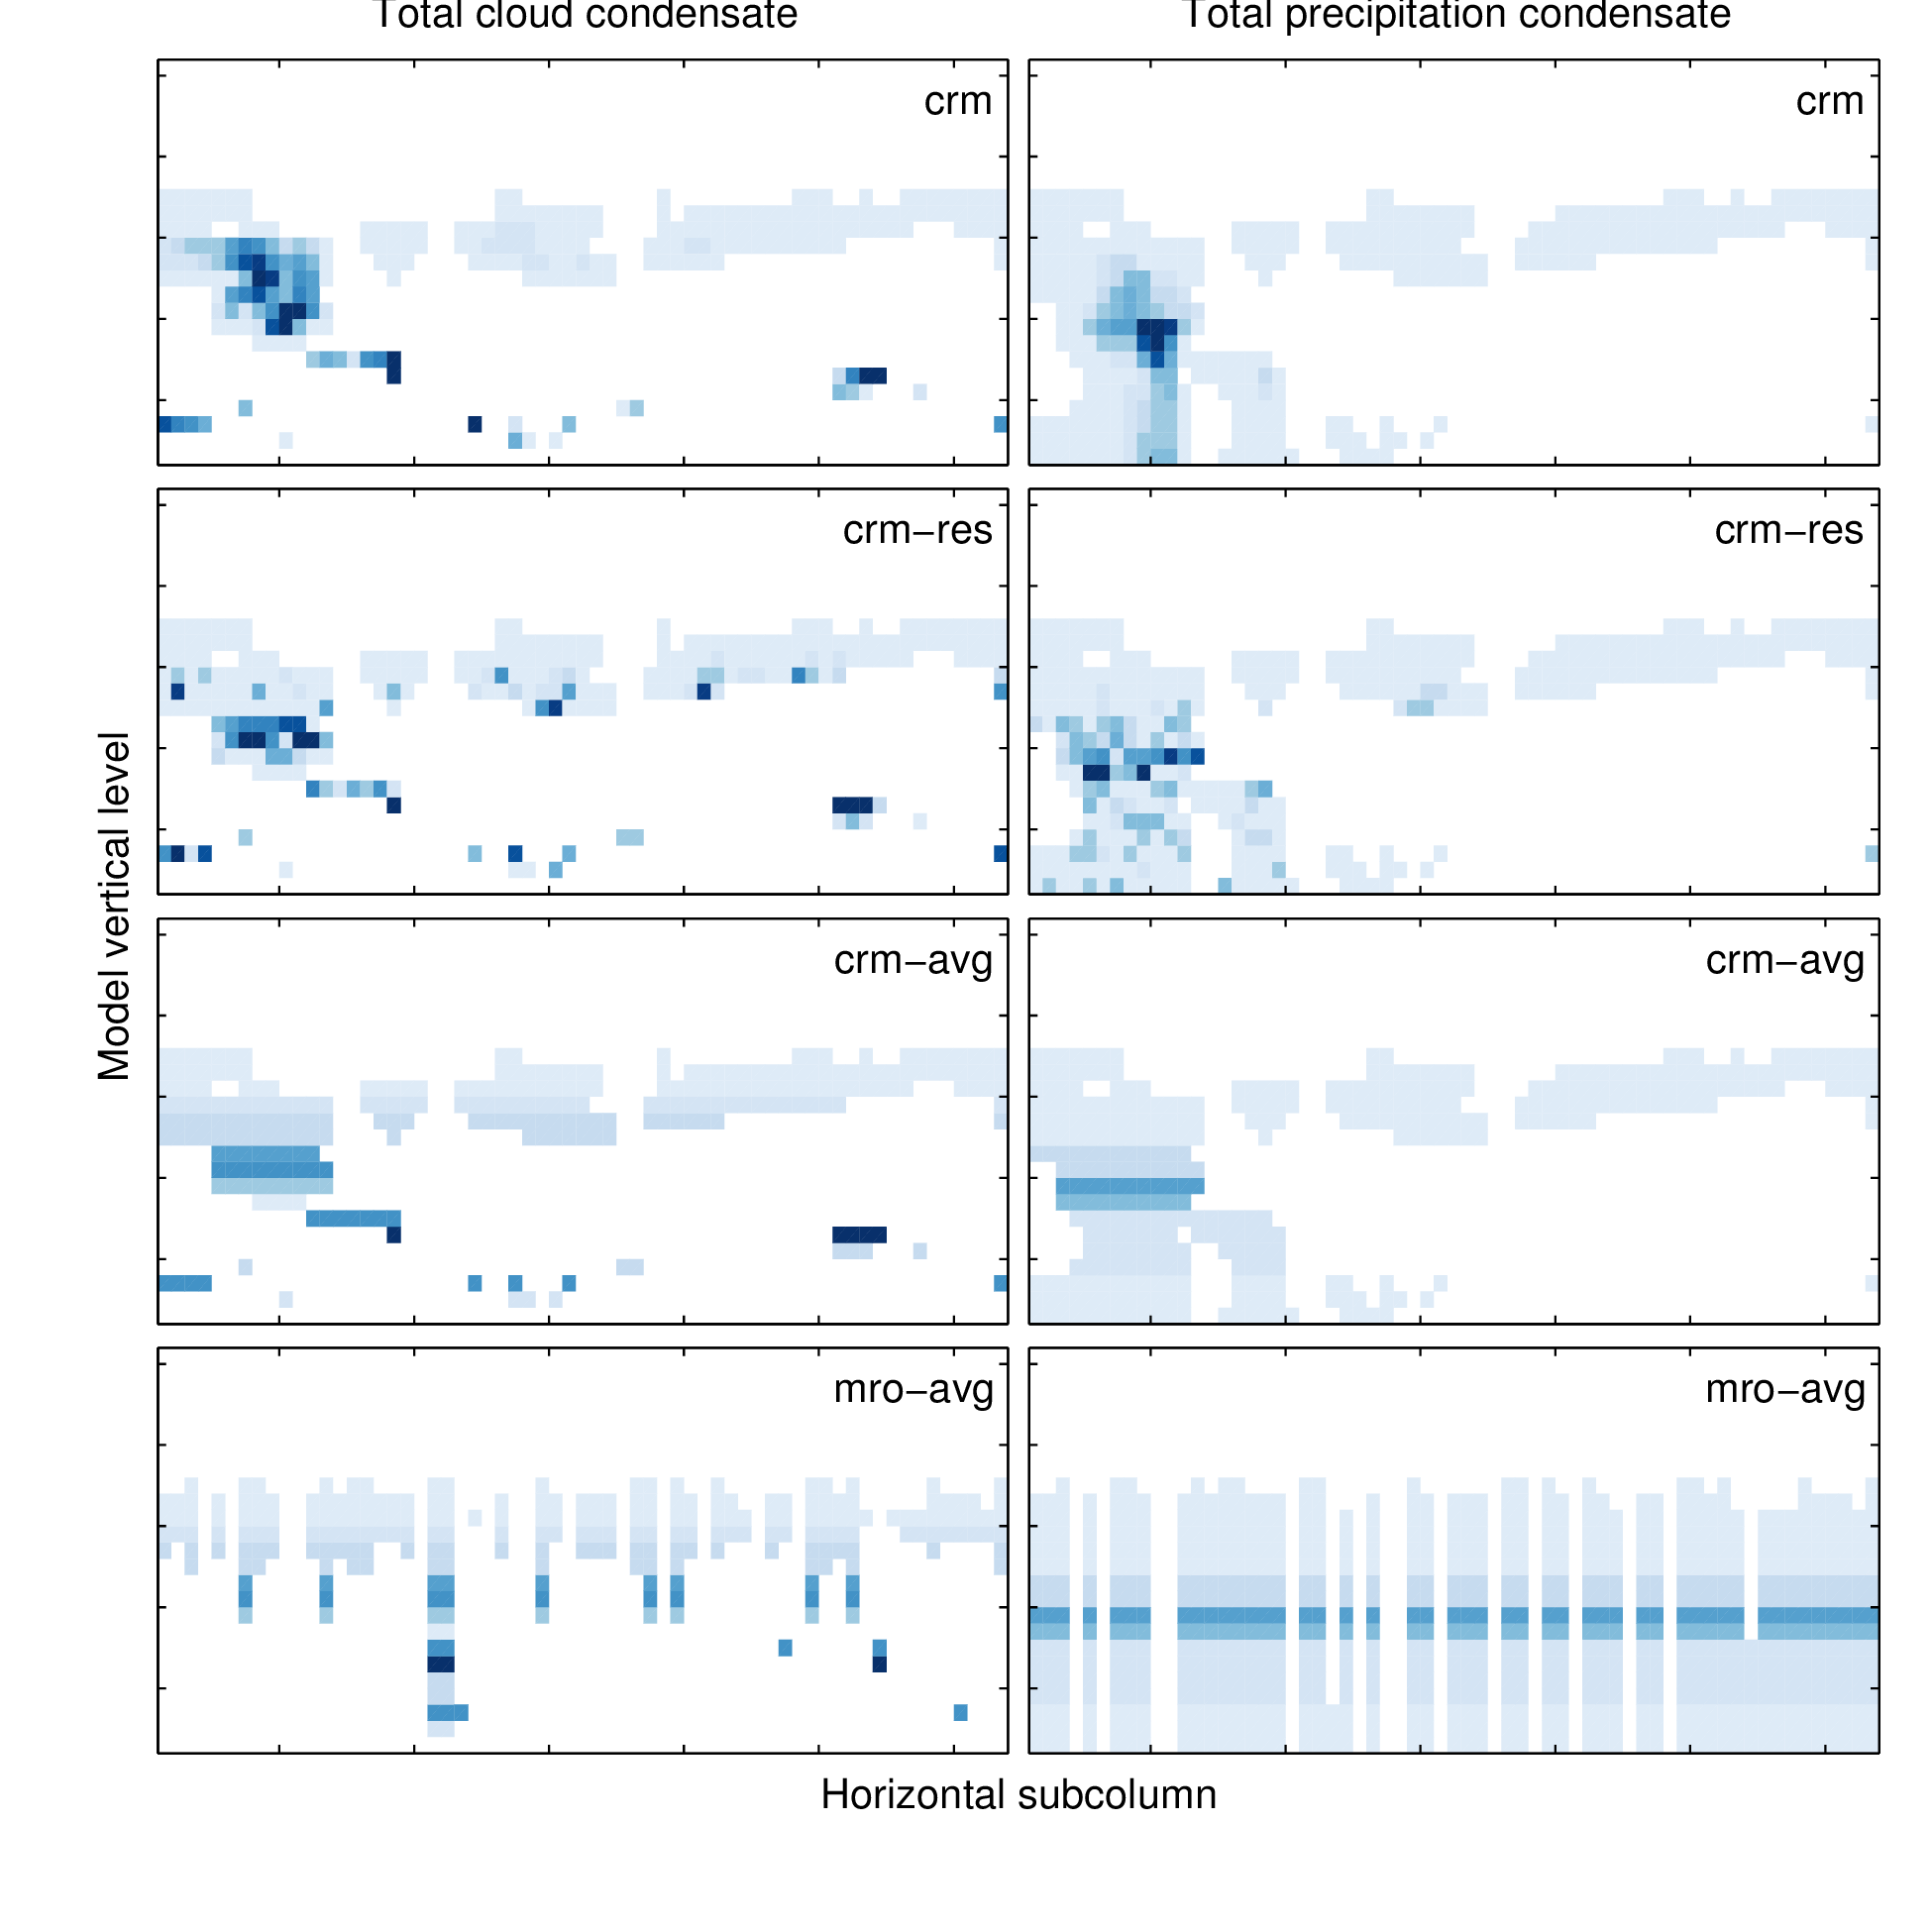 Total cloud condensate
Total precipitation condensate
crm
crm
crm−res
crm−res
Model vertical level
crm−avg
crm−avg
mro−avg
mro−avg
Horizontal subcolumn